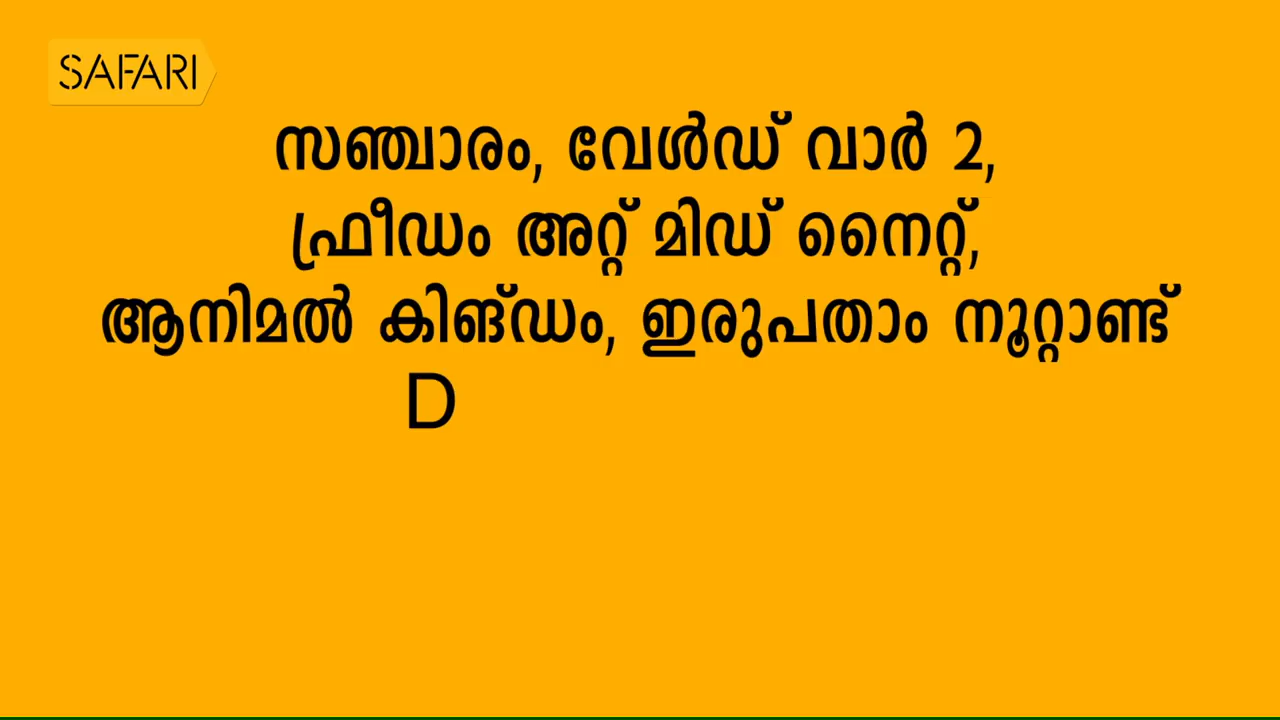 SAFARI
സഞ്ചാരം, വേൾഡ് വാർ 2,
ഫ്രീഡം അറ്റ് മിഡ് നൈറ്റ്,
ആനിമൽ കിങ്ഡം, ഇരുപതാം നൂറ്റാണ്ട്
D